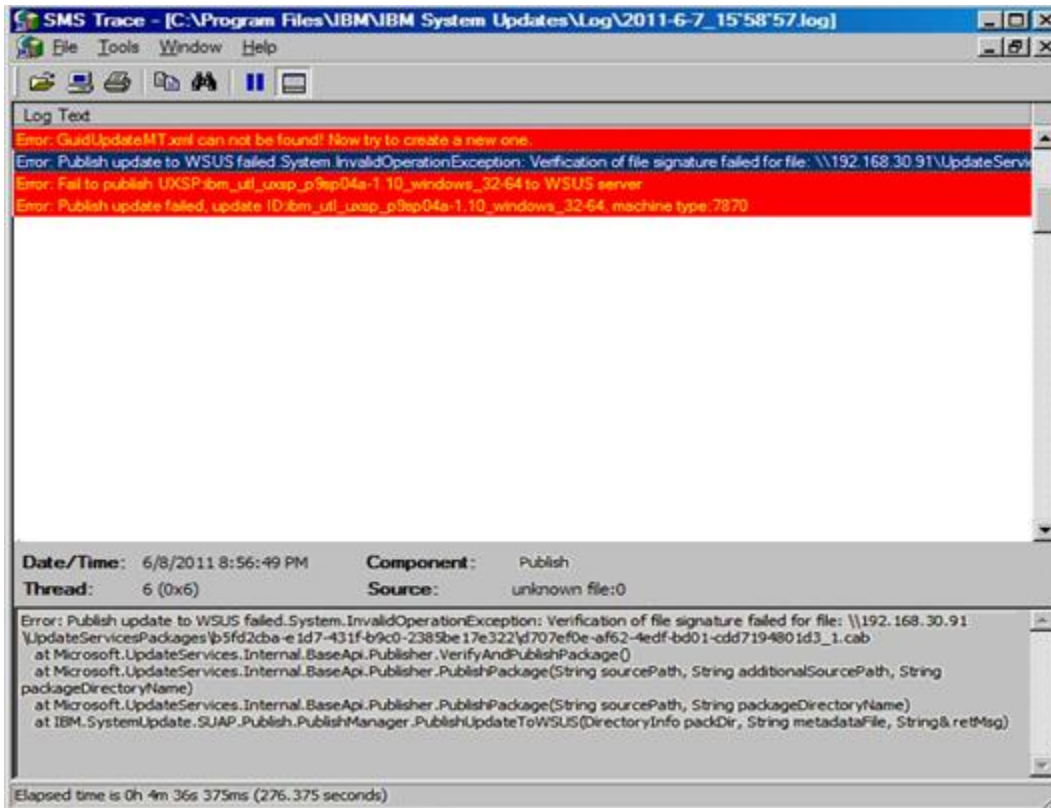 SMS Trace - [C:\Program Files\IBM\IBM System Updates\Log\2011-6-7_15"58"57.log]
File Tools Window Help
Log Text
Error: GuidUpdateMT.xml can not be found! Now try to create a new one.
Error: Publish update to WSUS failed.System.InvalidOperationException: Verification of file signature failed for file: \\192.168.30.91\UpdateServi
Error: Fail to publish UXSP:ibm_utl_uxsp_p9sp04a-1.10_windows_32-64 to WSUS server
Error: Publish update failed, update ID:ibm_utl_uxsp_p9sp04a-1.10_windows_32-64, machine type:7870
Date/Time: 6/8/2011 8:56:49 PM Component: Publish
Thread: 6 (0x6) Source: unknown file:0
Error: Publish update to WSUS failed.System.InvalidOperationException: Verification of file signature failed for file: \\192.168.30.91
\UpdateServicesPackages\b5fd2cba-e1d7-431f-b9c0-2385be17e322\d707ef0e-af62-4edf-bd01-cdd7194801d3_1.cab
at Microsoft.UpdateServices.Internal.BaseApi.Publisher.VerifyAndPublishPackage()
at Microsoft.UpdateServices.Internal.BaseApi.Publisher.PublishPackage(String sourcePath, String additionalSourcePath, String
packageDirectoryName)
at Microsoft.UpdateServices.Internal.BaseApi.Publisher.PublishPackage(String sourcePath, String packageDirectoryName)
at IBM.SystemUpdate.SUAP.Publish.PublishManager.PublishUpdateToWSUS(DirectoryInfo packDir, String metadataFile, String& retMsg)
Elapsed time is 0h 4m 36s 375ms (276.375 seconds)